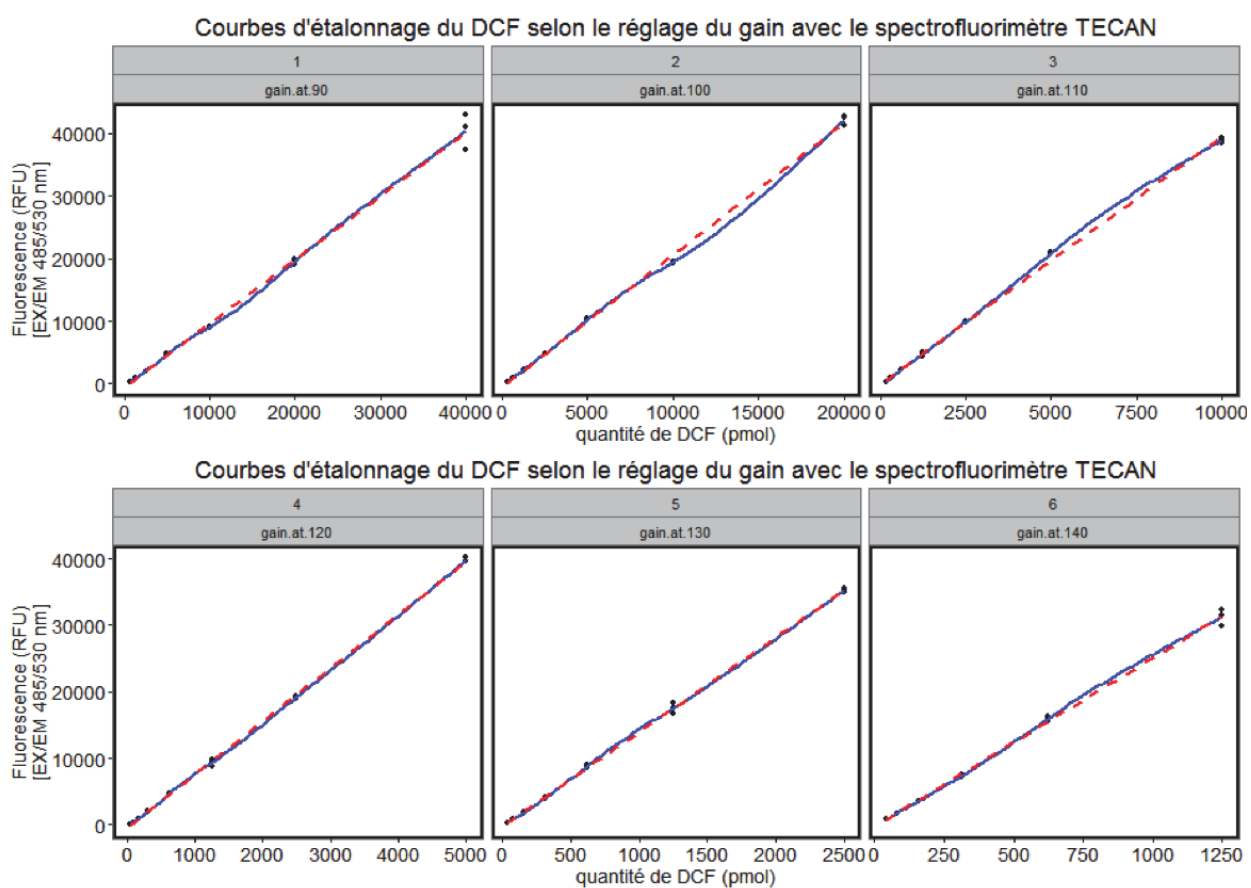 Courbes d'étalonnage du DCF selon le réglage du gain avec le spectrofluorimètre TECAN
1 2 3
gain.at.90 gain.at.100 gain.at.110
Fluorescence (RFU)
[EX/EM 485/530 nm]
40000
30000
20000
10000
0
0 10000 20000 30000 40000 0 5000 10000 15000 20000 0 2500 5000 7500 10000
quantité de DCF (pmol)
Courbes d'étalonnage du DCF selon le réglage du gain avec le spectrofluorimètre TECAN
4 5 6
gain.at.120 gain.at.130 gain.at.140
Fluorescence (RFU)
[EX/EM 485/530 nm]
40000
30000
20000
10000
0
0 1000 2000 3000 4000 5000 0 500 1000 1500 2000 2500 0 250 500 750 1000 1250
quantité de DCF (pmol)